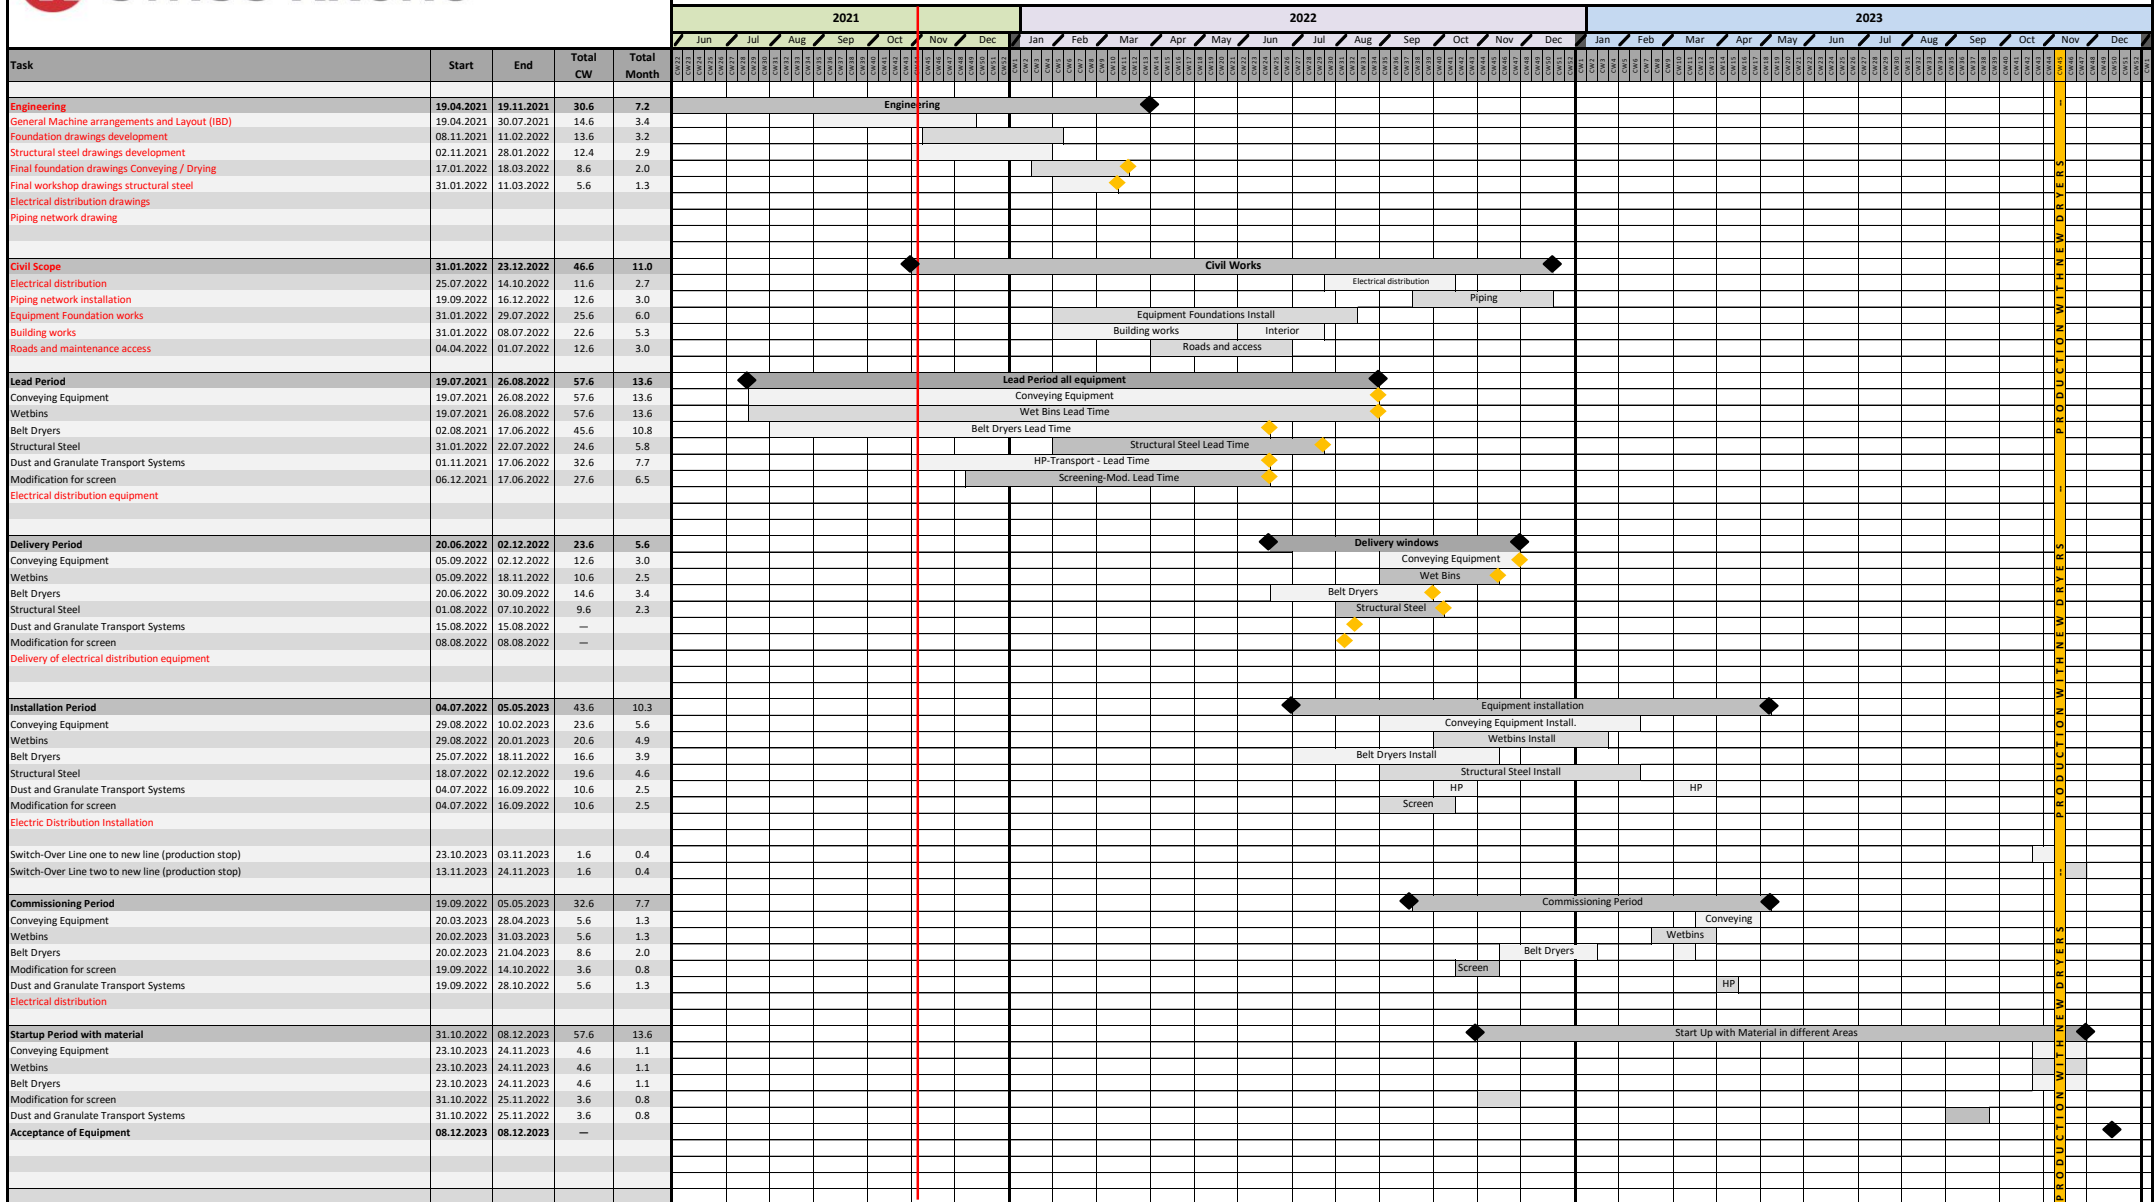 2021 2022 2023
Jun Jul Aug Sep Oct Nov Dec Jan Feb Mar Apr May Jun Jul Aug Sep Oct Nov Dec Jan Feb Mar Apr May Jun Jul Aug Sep Oct Nov Dec
Task Start End Total CW Total Month
Engineering 19.04.2021 19.11.2021 30.6 7.2 Engineering
General Machine arrangements and Layout (IBD) 19.04.2021 30.07.2021 14.6 3.4
Foundation drawings development 08.11.2021 11.02.2022 13.6 3.2
Structural steel drawings development 02.11.2021 28.01.2022 12.4 2.9
Final foundation drawings Conveying / Drying 17.01.2022 18.03.2022 8.6 2.0
Final workshop drawings structural steel 31.01.2022 11.03.2022 5.6 1.3
Electrical distribution drawings
Piping network drawing
Civil Scope 31.01.2022 23.12.2022 46.6 11.0 Civil Works
Electrical distribution 25.07.2022 14.10.2022 11.6 2.7 Electrical distribution
Piping network installation 19.09.2022 16.12.2022 12.6 3.0 Piping
Equipment Foundation works 31.01.2022 29.07.2022 25.6 6.0 Equipment Foundations Install
Building works 31.01.2022 08.07.2022 22.6 5.3 Building works Interior
Roads and maintenance access 04.04.2022 01.07.2022 12.6 3.0 Roads and access
Lead Period 19.07.2021 26.08.2022 57.6 13.6 Lead Period all equipment
Conveying Equipment 19.07.2021 26.08.2022 57.6 13.6 Conveying Equipment
Wetbins 19.07.2021 26.08.2022 57.6 13.6 Wet Bins Lead Time
Belt Dryers 02.08.2021 17.06.2022 45.6 10.8 Belt Dryers Lead Time
Structural Steel 31.01.2022 22.07.2022 24.6 5.8 Structural Steel Lead Time
Dust and Granulate Transport Systems 01.11.2021 17.06.2022 32.6 7.7 HP-Transport - Lead Time
Modification for screen 06.12.2021 17.06.2022 27.6 6.5 Screening-Mod. Lead Time
Electrical distribution equipment
Delivery Period 20.06.2022 02.12.2022 23.6 5.6 Delivery windows
Conveying Equipment 05.09.2022 02.12.2022 12.6 3.0 Conveying Equipment
Wetbins 05.09.2022 18.11.2022 10.6 2.5 Wet Bins
Belt Dryers 20.06.2022 30.09.2022 14.6 3.4 Belt Dryers
Structural Steel 01.08.2022 07.10.2022 9.6 2.3 Structural Steel
Dust and Granulate Transport Systems 15.08.2022 15.08.2022 —
Modification for screen 08.08.2022 08.08.2022 —
Delivery of electrical distribution equipment
Installation Period 04.07.2022 05.05.2023 43.6 10.3 Equipment installation
Conveying Equipment 29.08.2022 10.02.2023 23.6 5.6 Conveying Equipment Install.
Wetbins 29.08.2022 20.01.2023 20.6 4.9 Wetbins Install
Belt Dryers 25.07.2022 18.11.2022 16.6 3.9 Belt Dryers Install
Structural Steel 18.07.2022 02.12.2022 19.6 4.6 Structural Steel Install
Dust and Granulate Transport Systems 04.07.2022 16.09.2022 10.6 2.5 HP HP
Modification for screen 04.07.2022 16.09.2022 10.6 2.5 Screen
Electric Distribution Installation
Switch-Over Line one to new line (production stop) 23.10.2023 03.11.2023 1.6 0.4
Switch-Over Line two to new line (production stop) 13.11.2023 24.11.2023 1.6 0.4
Commissioning Period 19.09.2022 05.05.2023 32.6 7.7 Commissioning Period
Conveying Equipment 20.03.2023 28.04.2023 5.6 1.3 Conveying
Wetbins 20.02.2023 31.03.2023 5.6 1.3 Wetbins
Belt Dryers 20.02.2023 21.04.2023 8.6 2.0 Belt Dryers
Modification for screen 19.09.2022 14.10.2022 3.6 0.8 Screen
Dust and Granulate Transport Systems 19.09.2022 28.10.2022 5.6 1.3 HP
Electrical distribution
Startup Period with material 31.10.2022 08.12.2023 57.6 13.6 Start Up with Material in different Areas
Conveying Equipment 23.10.2023 24.11.2023 4.6 1.1
Wetbins 23.10.2023 24.11.2023 4.6 1.1
Belt Dryers 23.10.2023 24.11.2023 4.6 1.1
Modification for screen 31.10.2022 25.11.2022 3.6 0.8
Dust and Granulate Transport Systems 31.10.2022 25.11.2022 3.6 0.8
Acceptance of Equipment 08.12.2023 08.12.2023 —
PRODUCTION WITH NEW DRYERS -- PRODUCTION WITH NEW DRYERS -- PRODUCTION WITH NEW DRYERS --